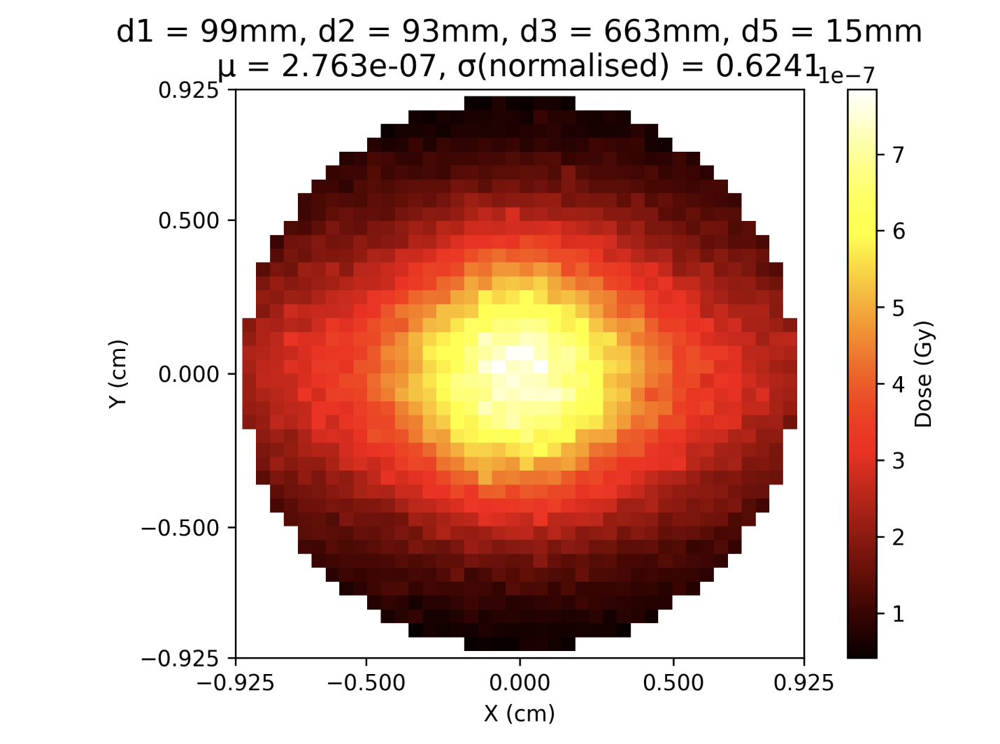 d1 = 99mm, d2 = 93mm, d3 = 663mm, d5 = 15mm
μ = 2.763e-07, σ(normalised) = 0.6241
1e−7
0.925
0.500
0.000
−0.500
−0.925
Y (cm)
−0.925
−0.500
0.000
0.500
0.925
X (cm)
7
6
5
4
3
2
1
Dose (Gy)